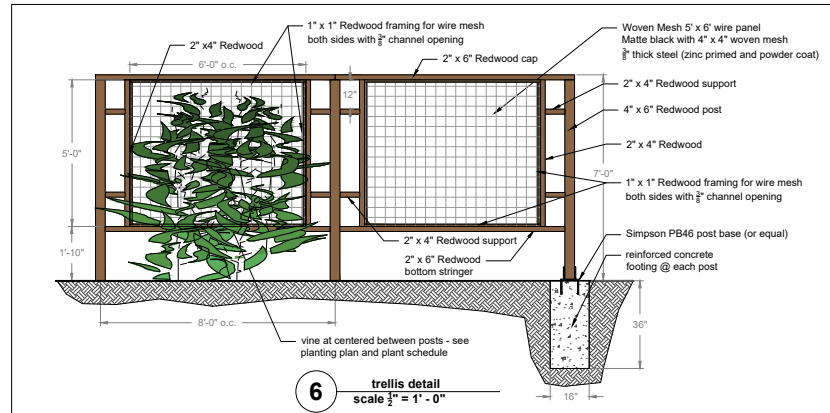 1" x 1" Redwood framing for wire mesh
both sides with 3/8" channel opening
2" x4" Redwood
6'-0" o.c.
2" x 6" Redwood cap
Woven Mesh 5' x 6' wire panel
Matte black with 4" x 4" woven mesh
3/8" thick steel (zinc primed and powder coat)
12"
2" x 4" Redwood support
4" x 6" Redwood post
5'-0"
2" x 4" Redwood
7'-0"
1" x 1" Redwood framing for wire mesh
both sides with 3/8" channel opening
1'-10"
2" x 4" Redwood support
2" x 6" Redwood
bottom stringer
Simpson PB46 post base (or equal)
reinforced concrete
footing @ each post
8'-0" o.c.
36"
vine at centered between posts - see
planting plan and plant schedule
16"
6
trellis detail
scale 1/2" = 1' - 0"